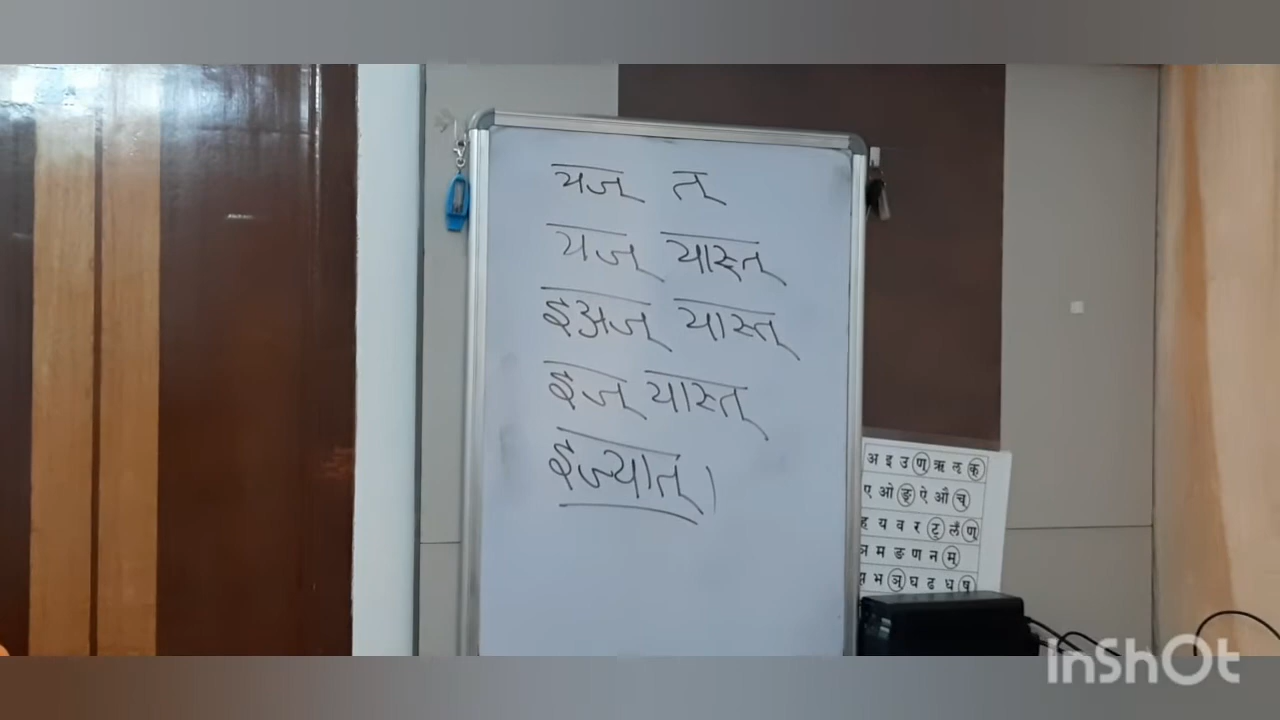 यज् त्
यज् यास्त्
इअज् यास्त्
इज् यास्त्
इज्यात्।
अ इ उ ण् ऋ लृ क्
ए ओ ङ् ऐ औ च्
ह य व र ट् लँ ण्
ञ म ङ ण न म्
झ भ ञ् घ ढ ध ष्
InShOt